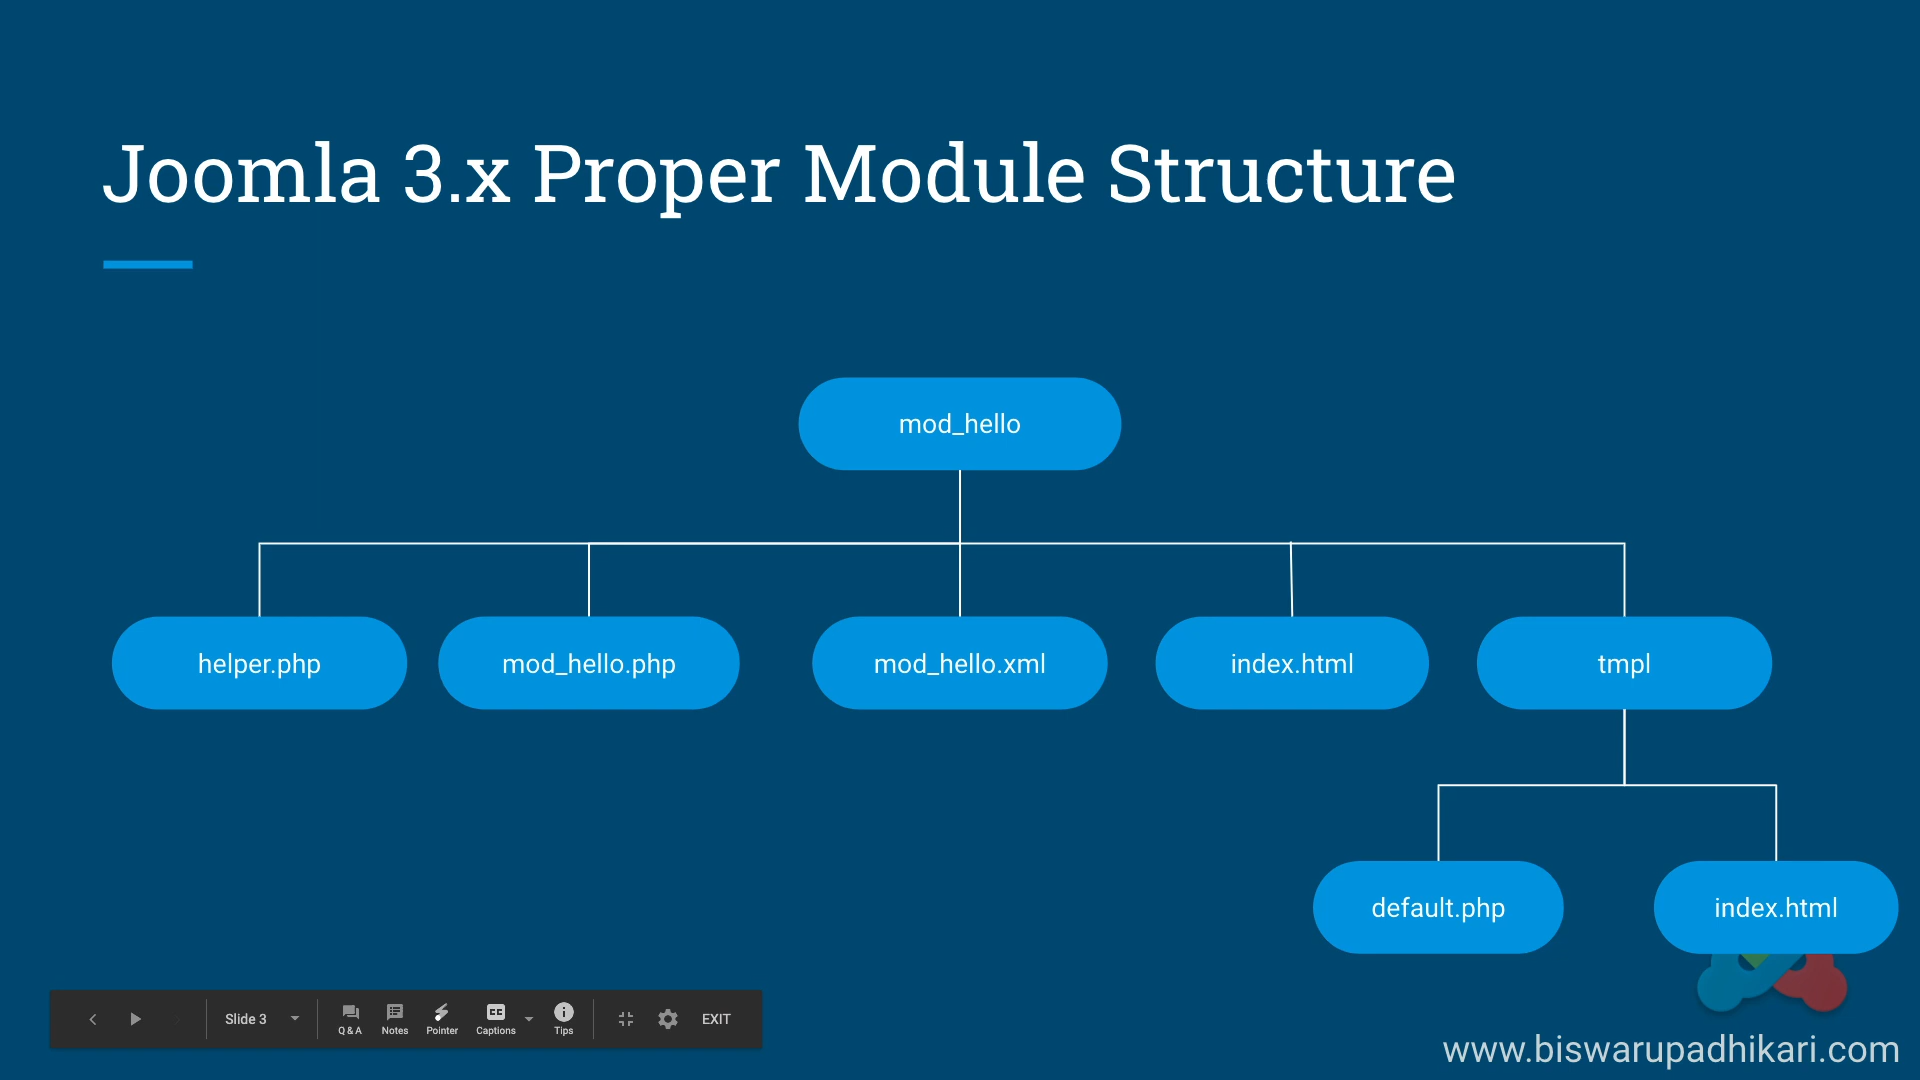 Joomla 3.x Proper Module Structure
mod_hello
helper.php
mod_hello.php
mod_hello.xml
index.html
tmpl
default.php
index.html
Slide 3
Q & A
Notes
Pointer
CC
Captions
Tips
EXIT
www.biswarupadhikari.com